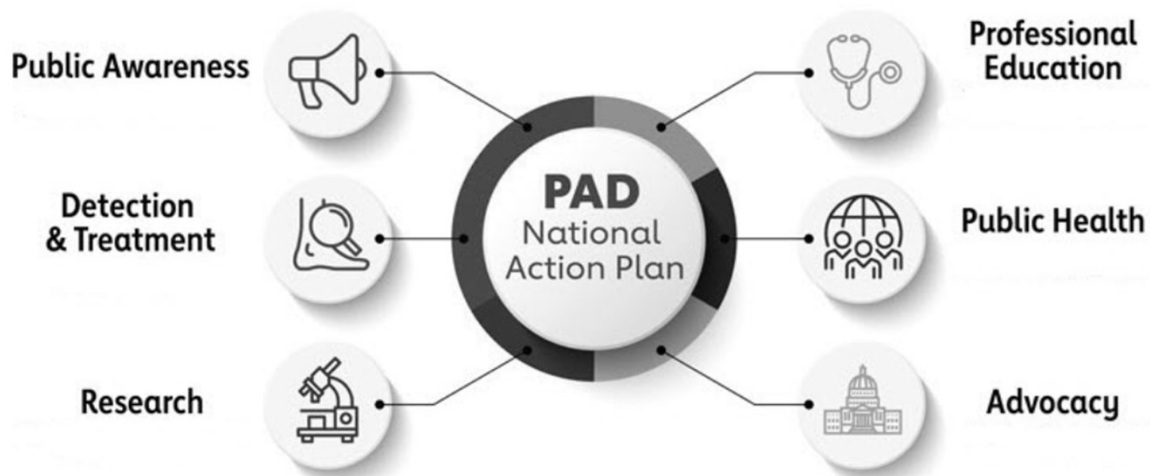 Public Awareness
Professional
Education
Detection
& Treatment
PAD
National
Action Plan
Public Health
Research
Advocacy